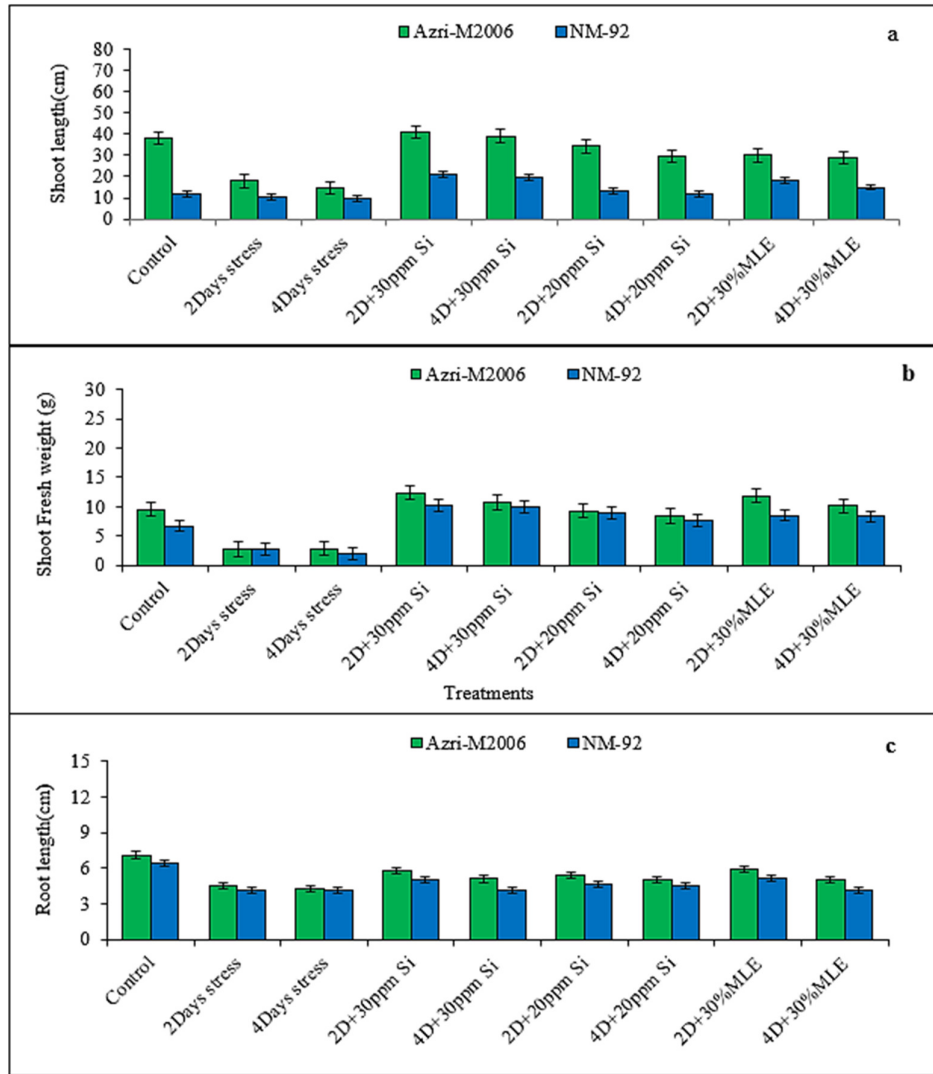 Azri-M2006 NM-92 a
Shoot length(cm)
80
70
60
50
40
30
20
10
0
Control 2Days stress 4Days stress 2D+30ppm Si 4D+30ppm Si 2D+20ppm Si 4D+20ppm Si 2D+30%MLE 4D+30%MLE
Azri-M2006 NM-92 b
Shoot Fresh weight (g)
30
25
20
15
10
5
0
Control 2Days stress 4Days stress 2D+30ppm Si 4D+30ppm Si 2D+20ppm Si 4D+20ppm Si 2D+30%MLE 4D+30%MLE
Treatments
Azri-M2006 NM-92 c
Root length(cm)
15
12
9
6
3
0
Control 2Days stress 4Days stress 2D+30ppm Si 4D+30ppm Si 2D+20ppm Si 4D+20ppm Si 2D+30%MLE 4D+30%MLE